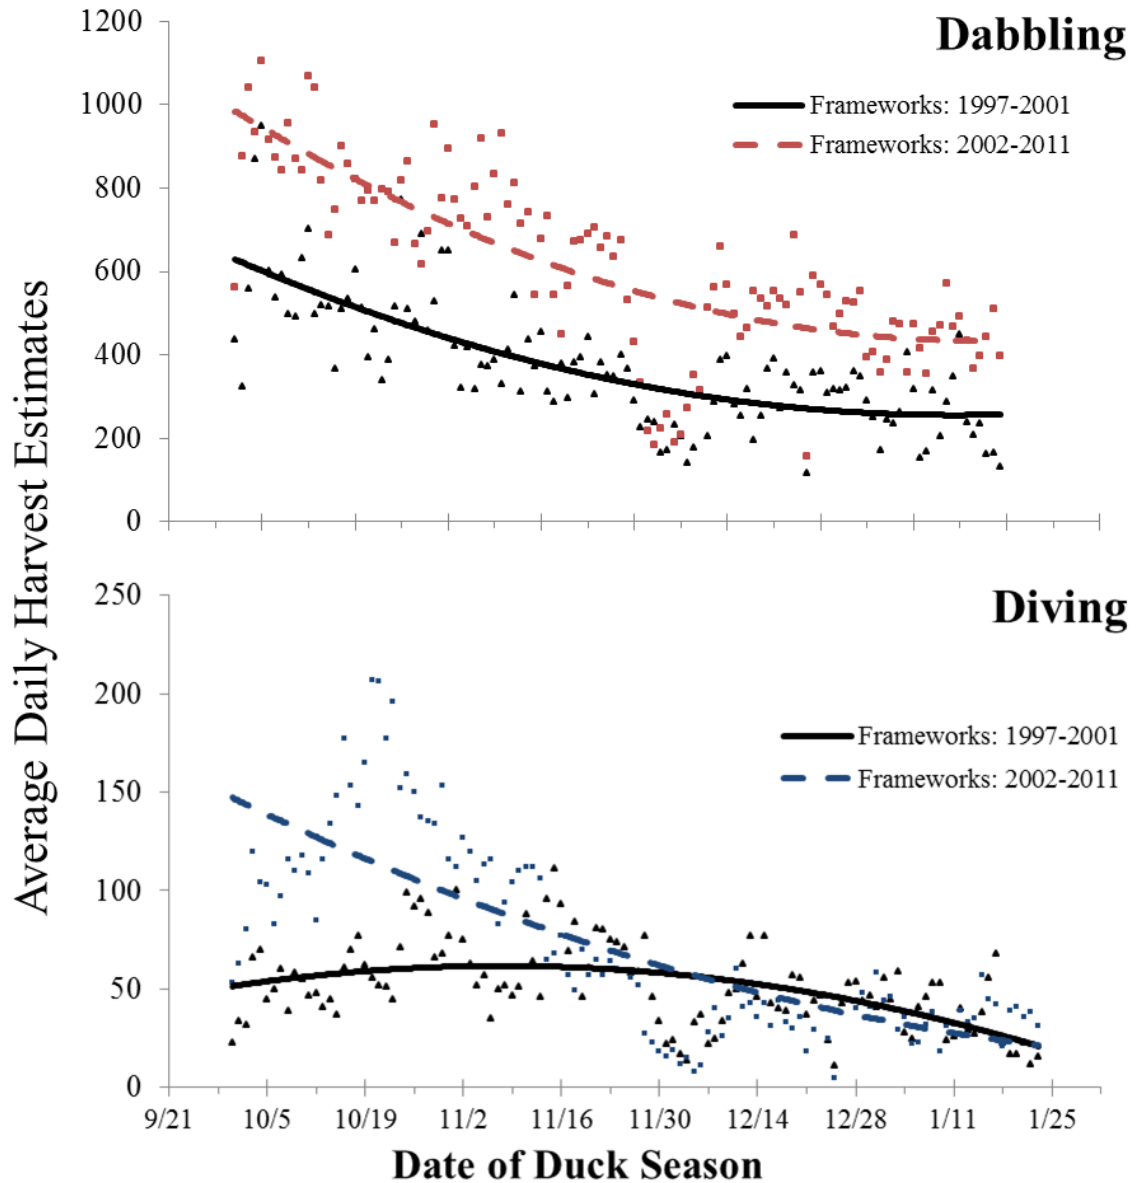 Average Daily Harvest Estimates
Dabbling
1200
1000
800
600
400
200
0
Frameworks: 1997-2001
Frameworks: 2002-2011
Diving
250
200
150
100
50
0
Frameworks: 1997-2001
Frameworks: 2002-2011
9/21 10/5 10/19 11/2 11/16 11/30 12/14 12/28 1/11 1/25
Date of Duck Season